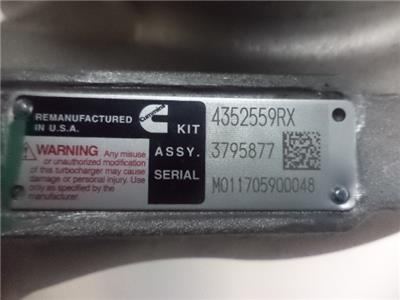 REMANUFACTURED
IN U.S.A.
Cummins
KIT 4352559RX
ASSY. 3795877
SERIAL M011705900048
WARNING Any misuse
or unauthorized modification
of this turbocharger may cause
damage or personal injury. Use
only as specified by the
manufacturer.